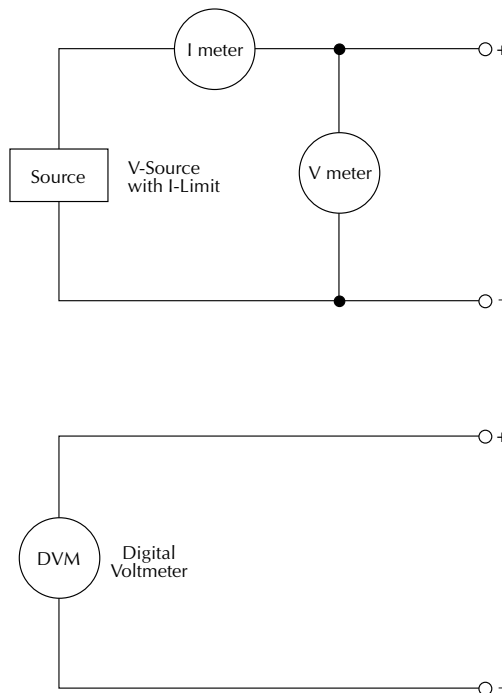 I meter
+
Source
V-Source
with I-Limit
V meter
-
+
DVM
Digital
Voltmeter
-